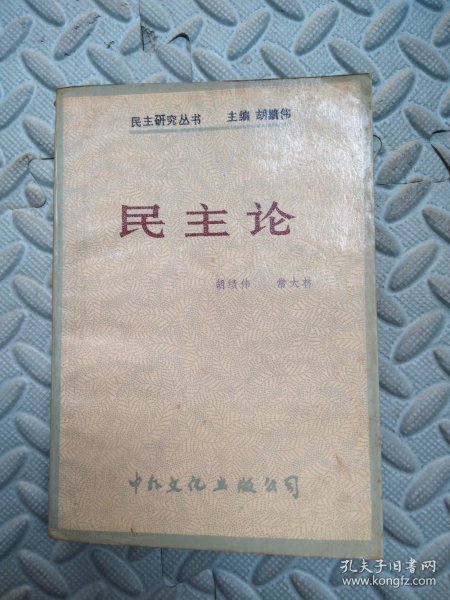 民主研究丛书 主编 胡绩伟
民主论
胡绩伟 常大林
中外文化出版公司
孔夫子旧书网
www.kongfz.com